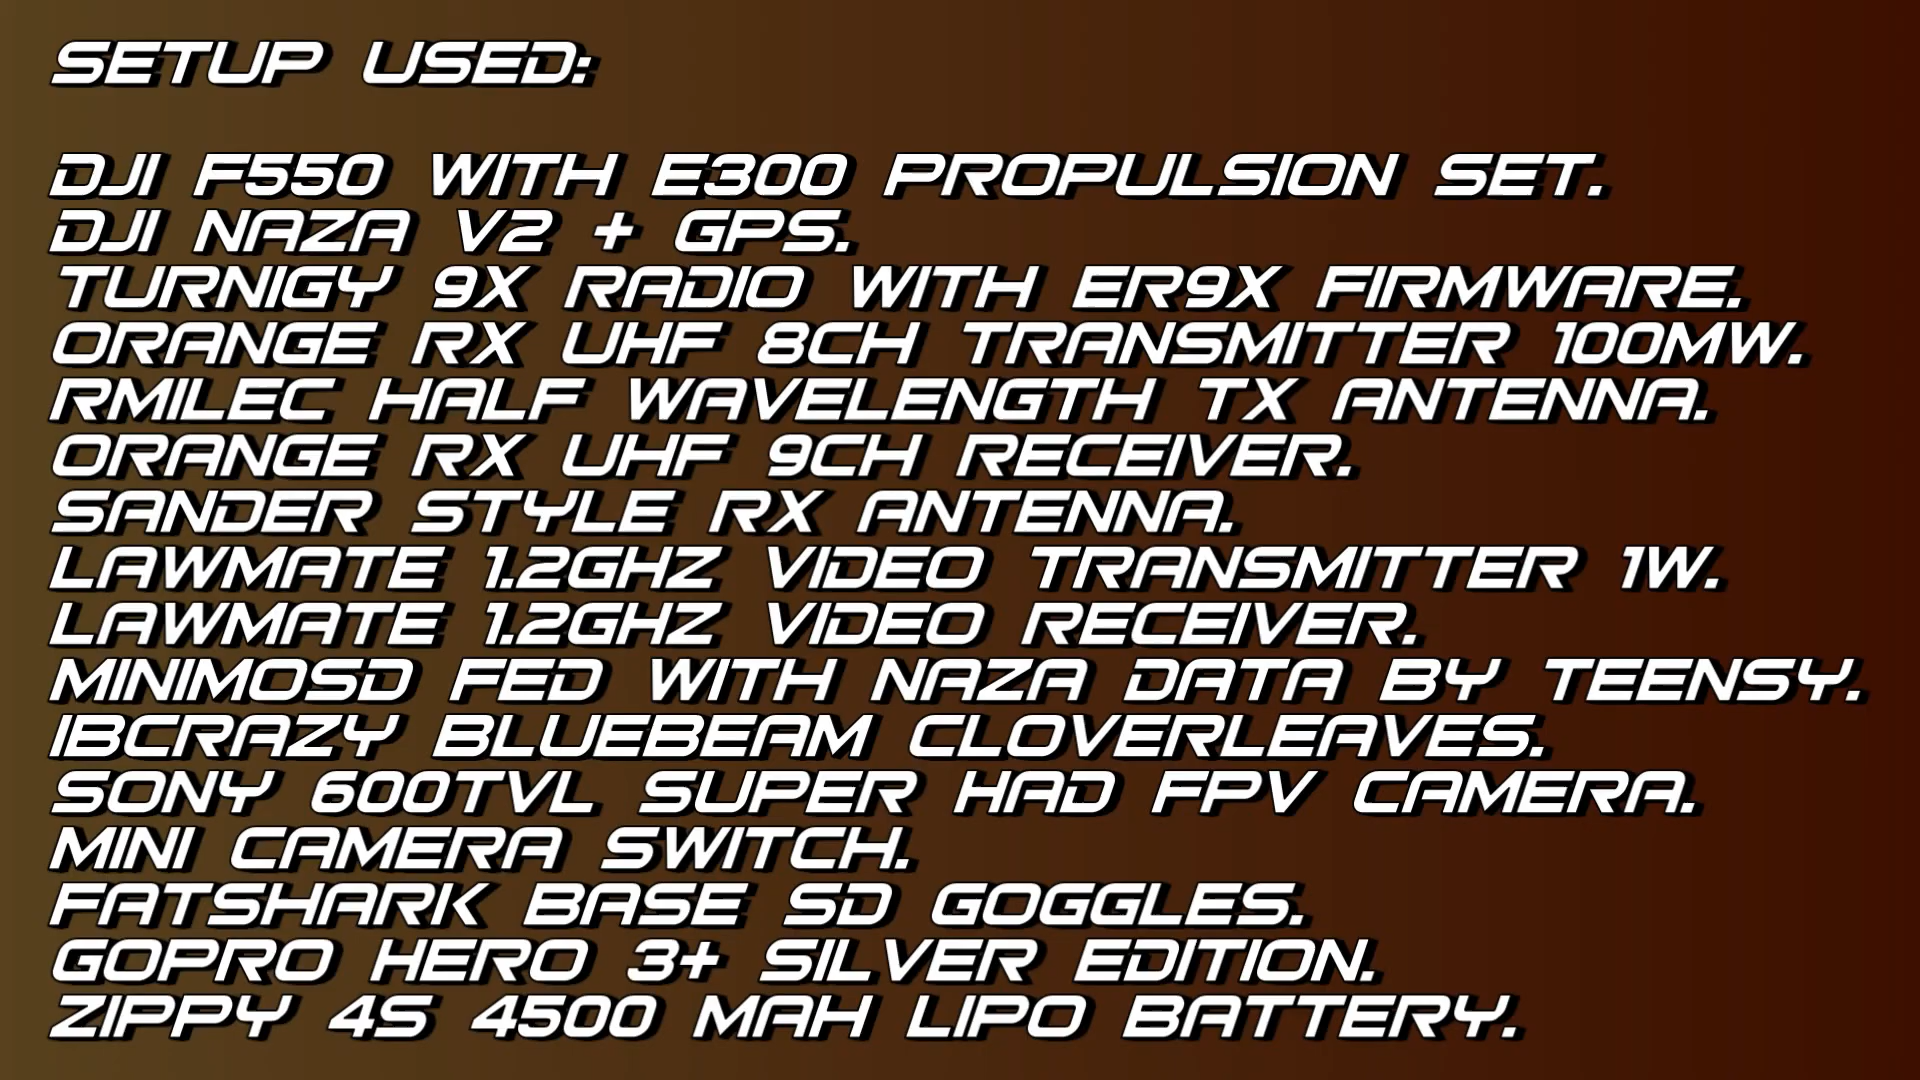 SETUP USED:
DJI F550 WITH E300 PROPULSION SET.
DJI NAZA V2 + GPS.
TURNIGY 9X RADIO WITH ER9X FIRMWARE.
ORANGE RX UHF 8CH TRANSMITTER 100MW.
RMILEC HALF WAVELENGTH TX ANTENNA.
ORANGE RX UHF 9CH RECEIVER.
SANDER STYLE RX ANTENNA.
LAWMATE 1.2GHZ VIDEO TRANSMITTER 1W.
LAWMATE 1.2GHZ VIDEO RECEIVER.
MINIMOSD FED WITH NAZA DATA BY TEENSY.
IBCRAZY BLUEBEAM CLOVERLEAVES.
SONY 600TVL SUPER HAD FPV CAMERA.
MINI CAMERA SWITCH.
FATSHARK BASE SD GOGGLES.
GOPRO HERO 3+ SILVER EDITION.
ZIPPY 4S 4500 MAH LIPO BATTERY.